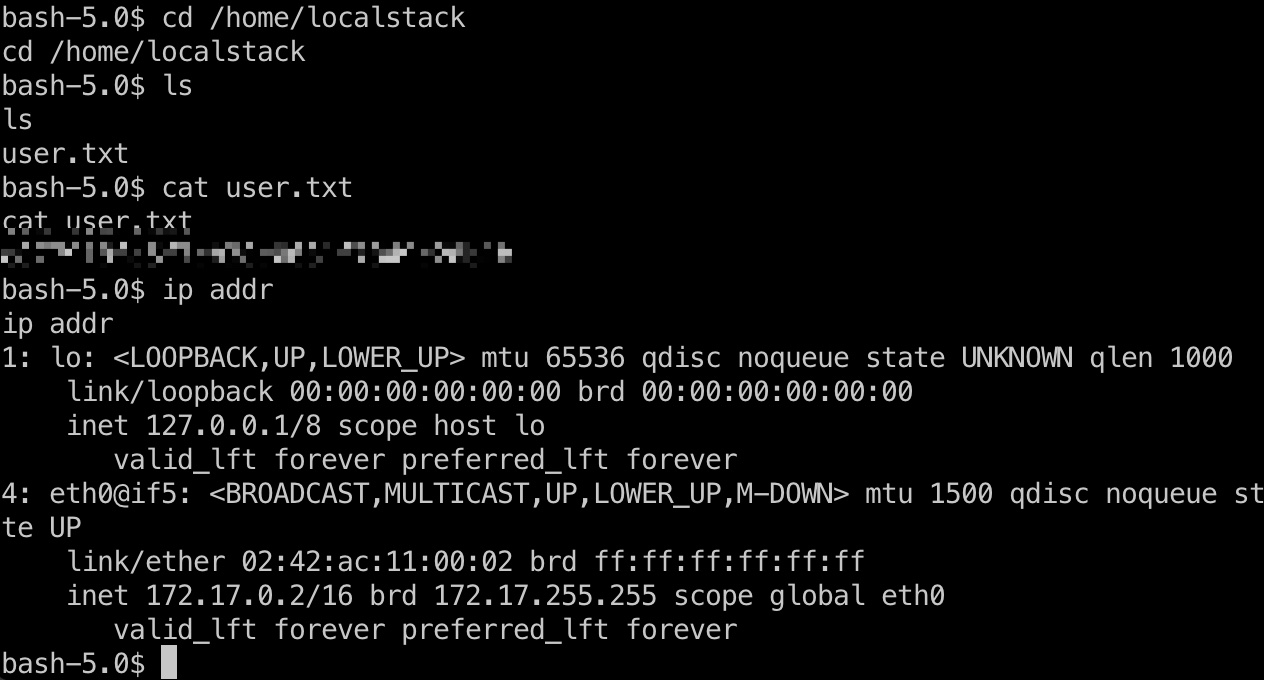 bash-5.0$ cd /home/localstack
cd /home/localstack
bash-5.0$ ls
ls
user.txt
bash-5.0$ cat user.txt
cat user.txt
bash-5.0$ ip addr
ip addr
1: lo: <LOOPBACK,UP,LOWER_UP> mtu 65536 qdisc noqueue state UNKNOWN qlen 1000
    link/loopback 00:00:00:00:00:00 brd 00:00:00:00:00:00
    inet 127.0.0.1/8 scope host lo
       valid_lft forever preferred_lft forever
4: eth0@if5: <BROADCAST,MULTICAST,UP,LOWER_UP,M-DOWN> mtu 1500 qdisc noqueue sta
te UP
    link/ether 02:42:ac:11:00:02 brd ff:ff:ff:ff:ff:ff
    inet 172.17.0.2/16 brd 172.17.255.255 scope global eth0
       valid_lft forever preferred_lft forever
bash-5.0$